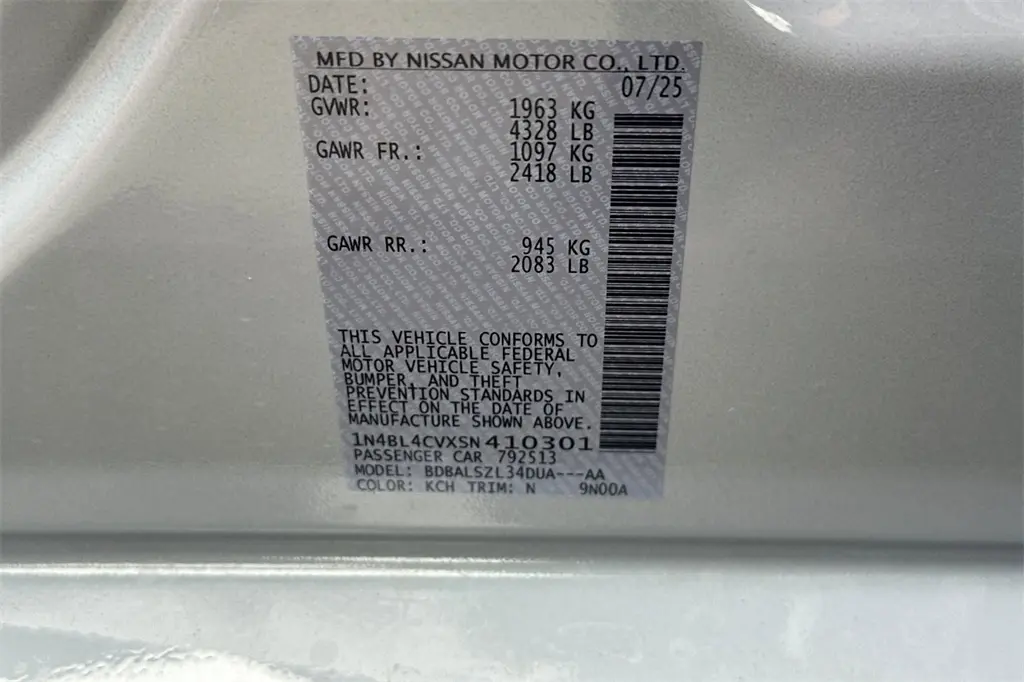 MFD BY NISSAN MOTOR CO., LTD.
DATE: 07/25
GVWR: 1963 KG
4328 LB
GAWR FR.: 1097 KG
2418 LB
GAWR RR.: 945 KG
2083 LB
THIS VEHICLE CONFORMS TO
ALL APPLICABLE FEDERAL
MOTOR VEHICLE SAFETY,
BUMPER, AND THEFT
PREVENTION STANDARDS IN
EFFECT ON THE DATE OF
MANUFACTURE SHOWN ABOVE.
1N4BL4CVXSN410301
PASSENGER CAR 792513
MODEL: BDBALSZL34DUA---AA
COLOR: KCH TRIM: N 9N00A